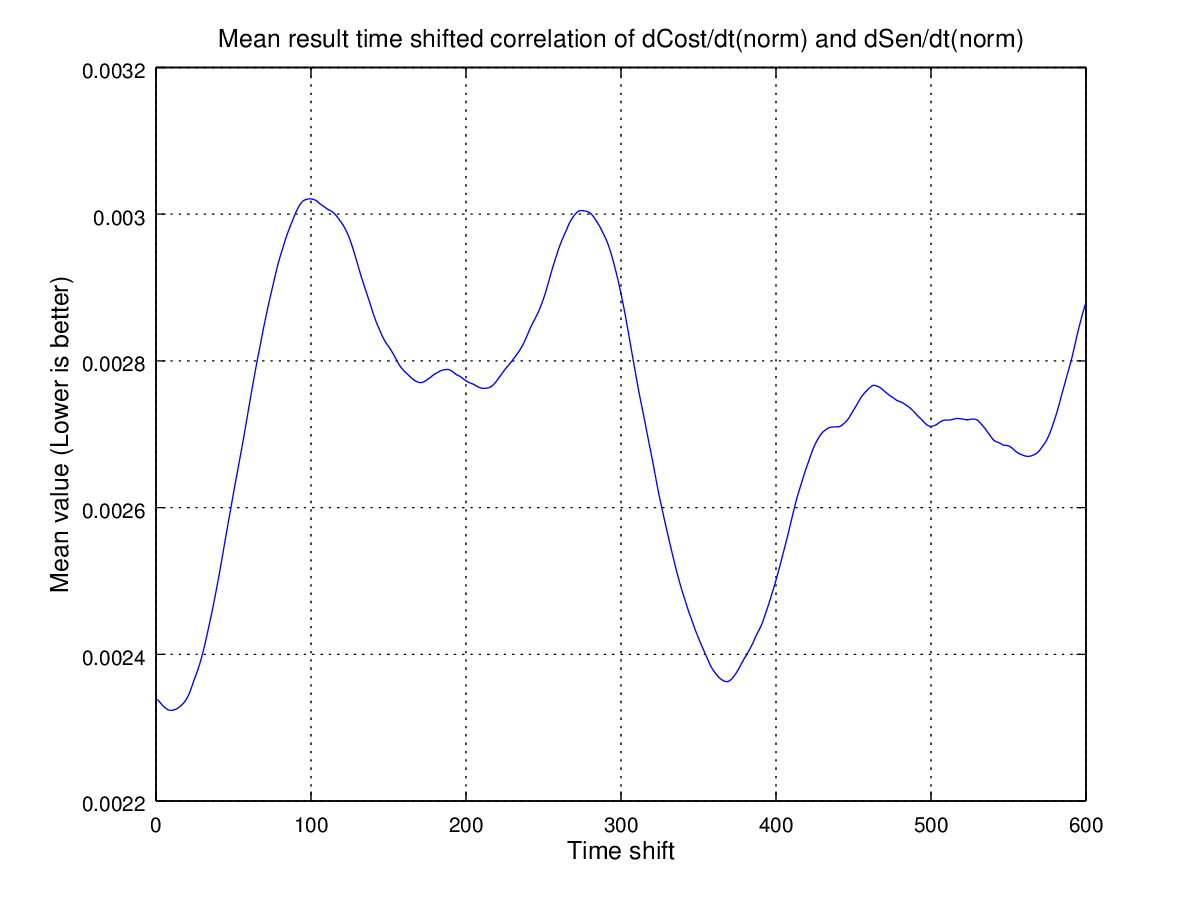 Mean result time shifted correlation of dCost/dt(norm) and dSen/dt(norm)
0.0032
0.003
0.0028
0.0026
0.0024
0.0022
Mean value (Lower is better)
0 100 200 300 400 500 600
Time shift